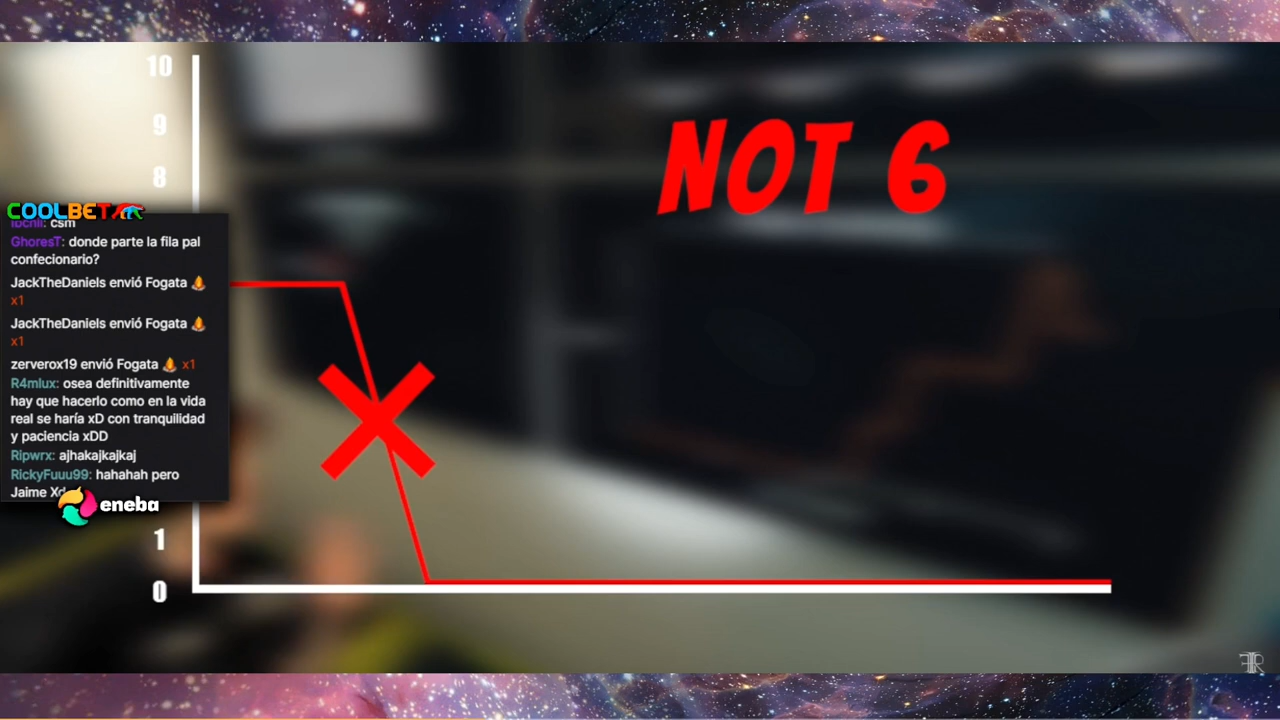 10
9
8
NOT 6
COOLBET
ibchli: csm
GhoresT: donde parte la fila pal
confecionario?
JackTheDaniels envió Fogata
x1
JackTheDaniels envió Fogata
x1
zerverox19 envió Fogata x1
R4mlux: osea definitivamente
hay que hacerlo como en la vida
real se haría xD con tranquilidad
y paciencia xDD
Ripwrx: ajhakajkajkaj
RickyFuuu99: hahahah pero
Jaime Xd
eneba
1
0